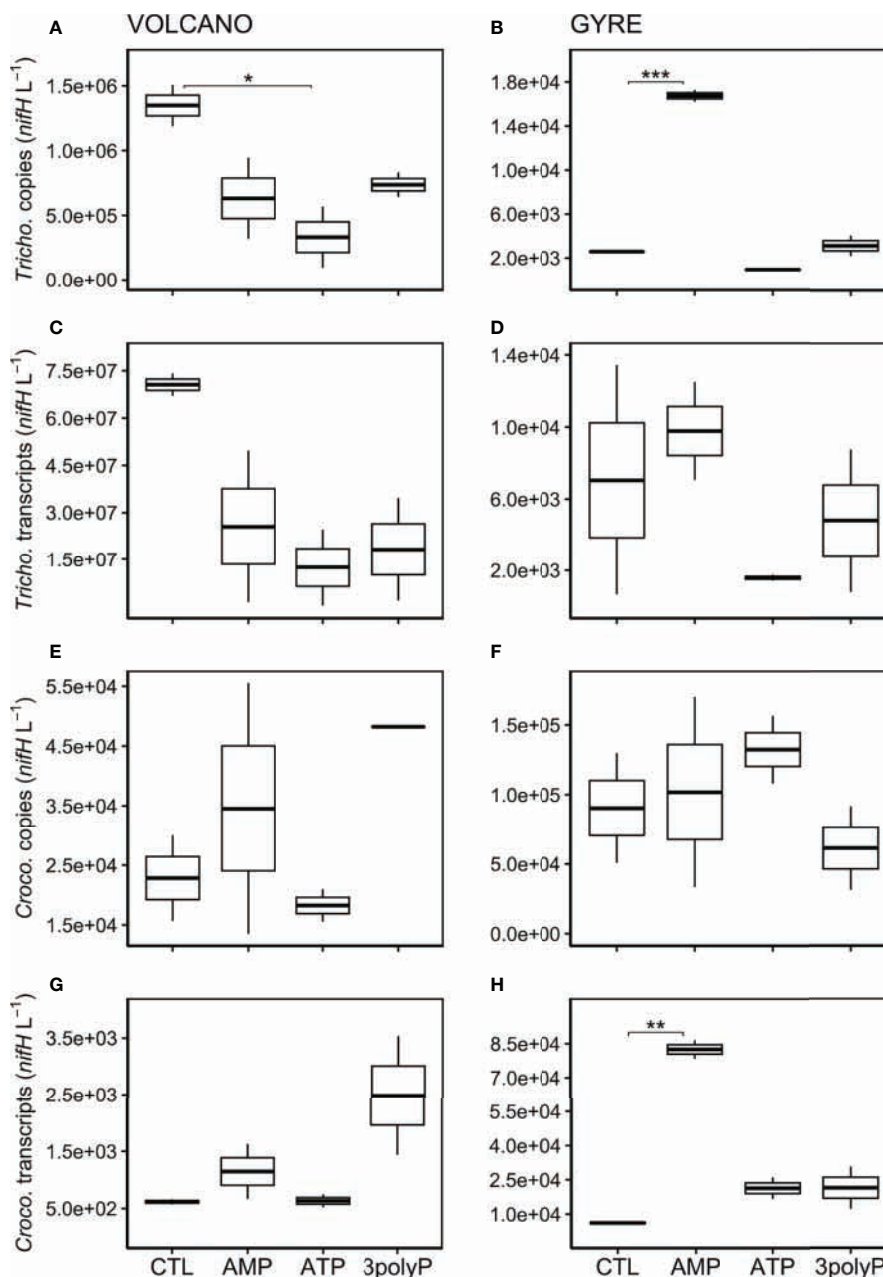 A VOLCANO
B GYRE
Tricho. copies (nifH L−1)
1.5e+06
1.0e+06
5.0e+05
0.0e+00
*
1.8e+04
1.4e+04
1.0e+04
6.0e+03
2.0e+03
***
C
Tricho. transcripts (nifH L−1)
7.5e+07
6.0e+07
4.5e+07
3.0e+07
1.5e+07
D
1.4e+04
1.0e+04
6.0e+03
2.0e+03
E
Croco. copies (nifH L−1)
5.5e+04
4.5e+04
3.5e+04
2.5e+04
1.5e+04
F
1.5e+05
1.0e+05
5.0e+04
0.0e+00
G
Croco. transcripts (nifH L−1)
3.5e+03
2.5e+03
1.5e+03
5.0e+02
H
8.5e+04
7.0e+04
5.5e+04
4.0e+04
2.5e+04
1.0e+04
**
CTL AMP ATP 3polyP
CTL AMP ATP 3polyP